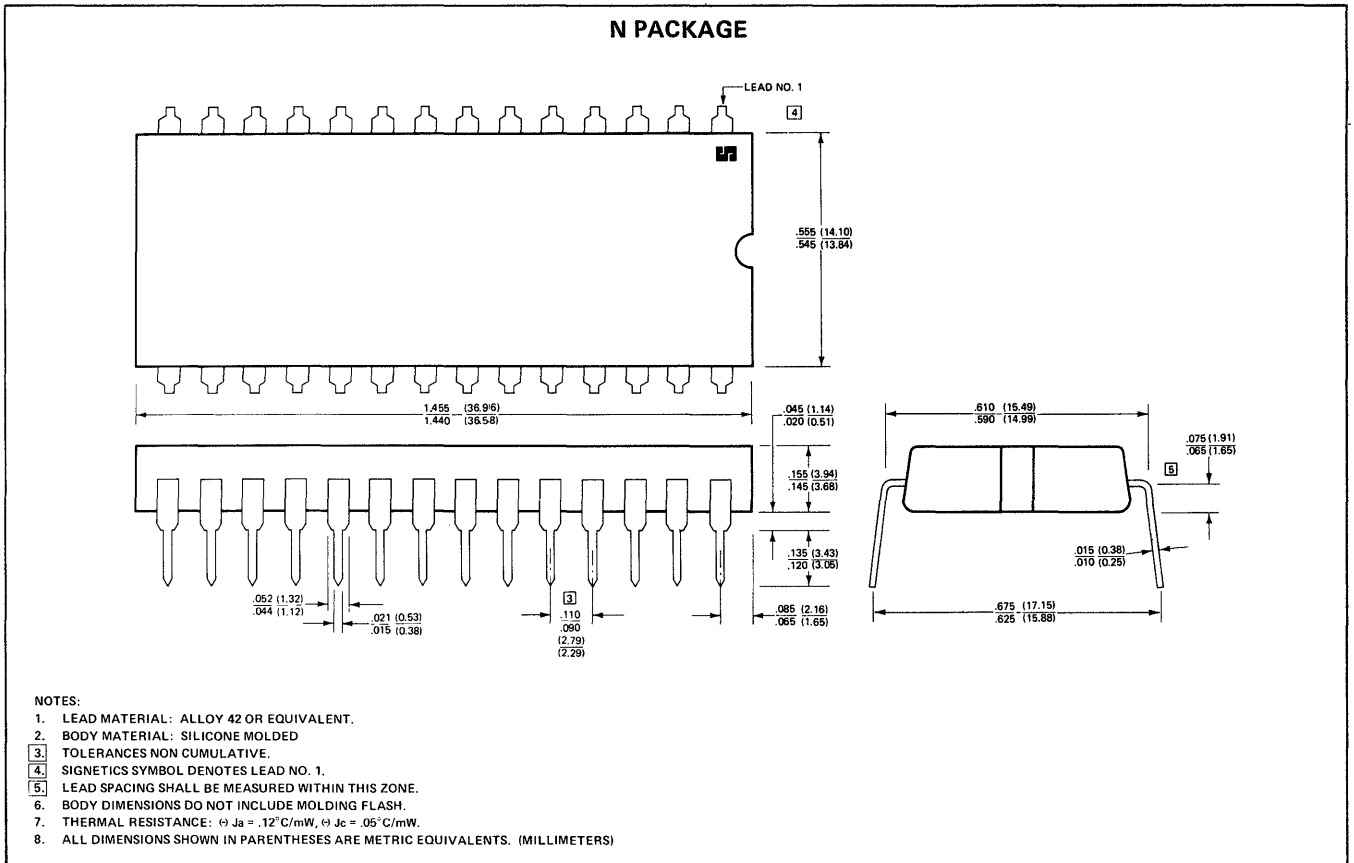 N PACKAGE
LEAD NO. 1
4
.555 (14.10)
.545 (13.84)
1.455 (36.96)
1.440 (36.58)
.045 (1.14)
.020 (0.51)
.610 (15.49)
.590 (14.99)
.075 (1.91)
.065 (1.65)
5
.155 (3.94)
.145 (3.68)
.135 (3.43)
.120 (3.05)
.015 (0.38)
.010 (0.25)
.052 (1.32)
.044 (1.12)
.021 (0.53)
.015 (0.38)
3
.110
.090
(2.79)
(2.29)
.085 (2.16)
.065 (1.65)
.675 (17.15)
.625 (15.88)
NOTES:
1. LEAD MATERIAL: ALLOY 42 OR EQUIVALENT.
2. BODY MATERIAL: SILICONE MOLDED
3. TOLERANCES NON CUMULATIVE.
4. SIGNETICS SYMBOL DENOTES LEAD NO. 1.
5. LEAD SPACING SHALL BE MEASURED WITHIN THIS ZONE.
6. BODY DIMENSIONS DO NOT INCLUDE MOLDING FLASH.
7. THERMAL RESISTANCE: Θ Ja = .12°C/mW, Θ Jc = .05°C/mW.
8. ALL DIMENSIONS SHOWN IN PARENTHESES ARE METRIC EQUIVALENTS. (MILLIMETERS)